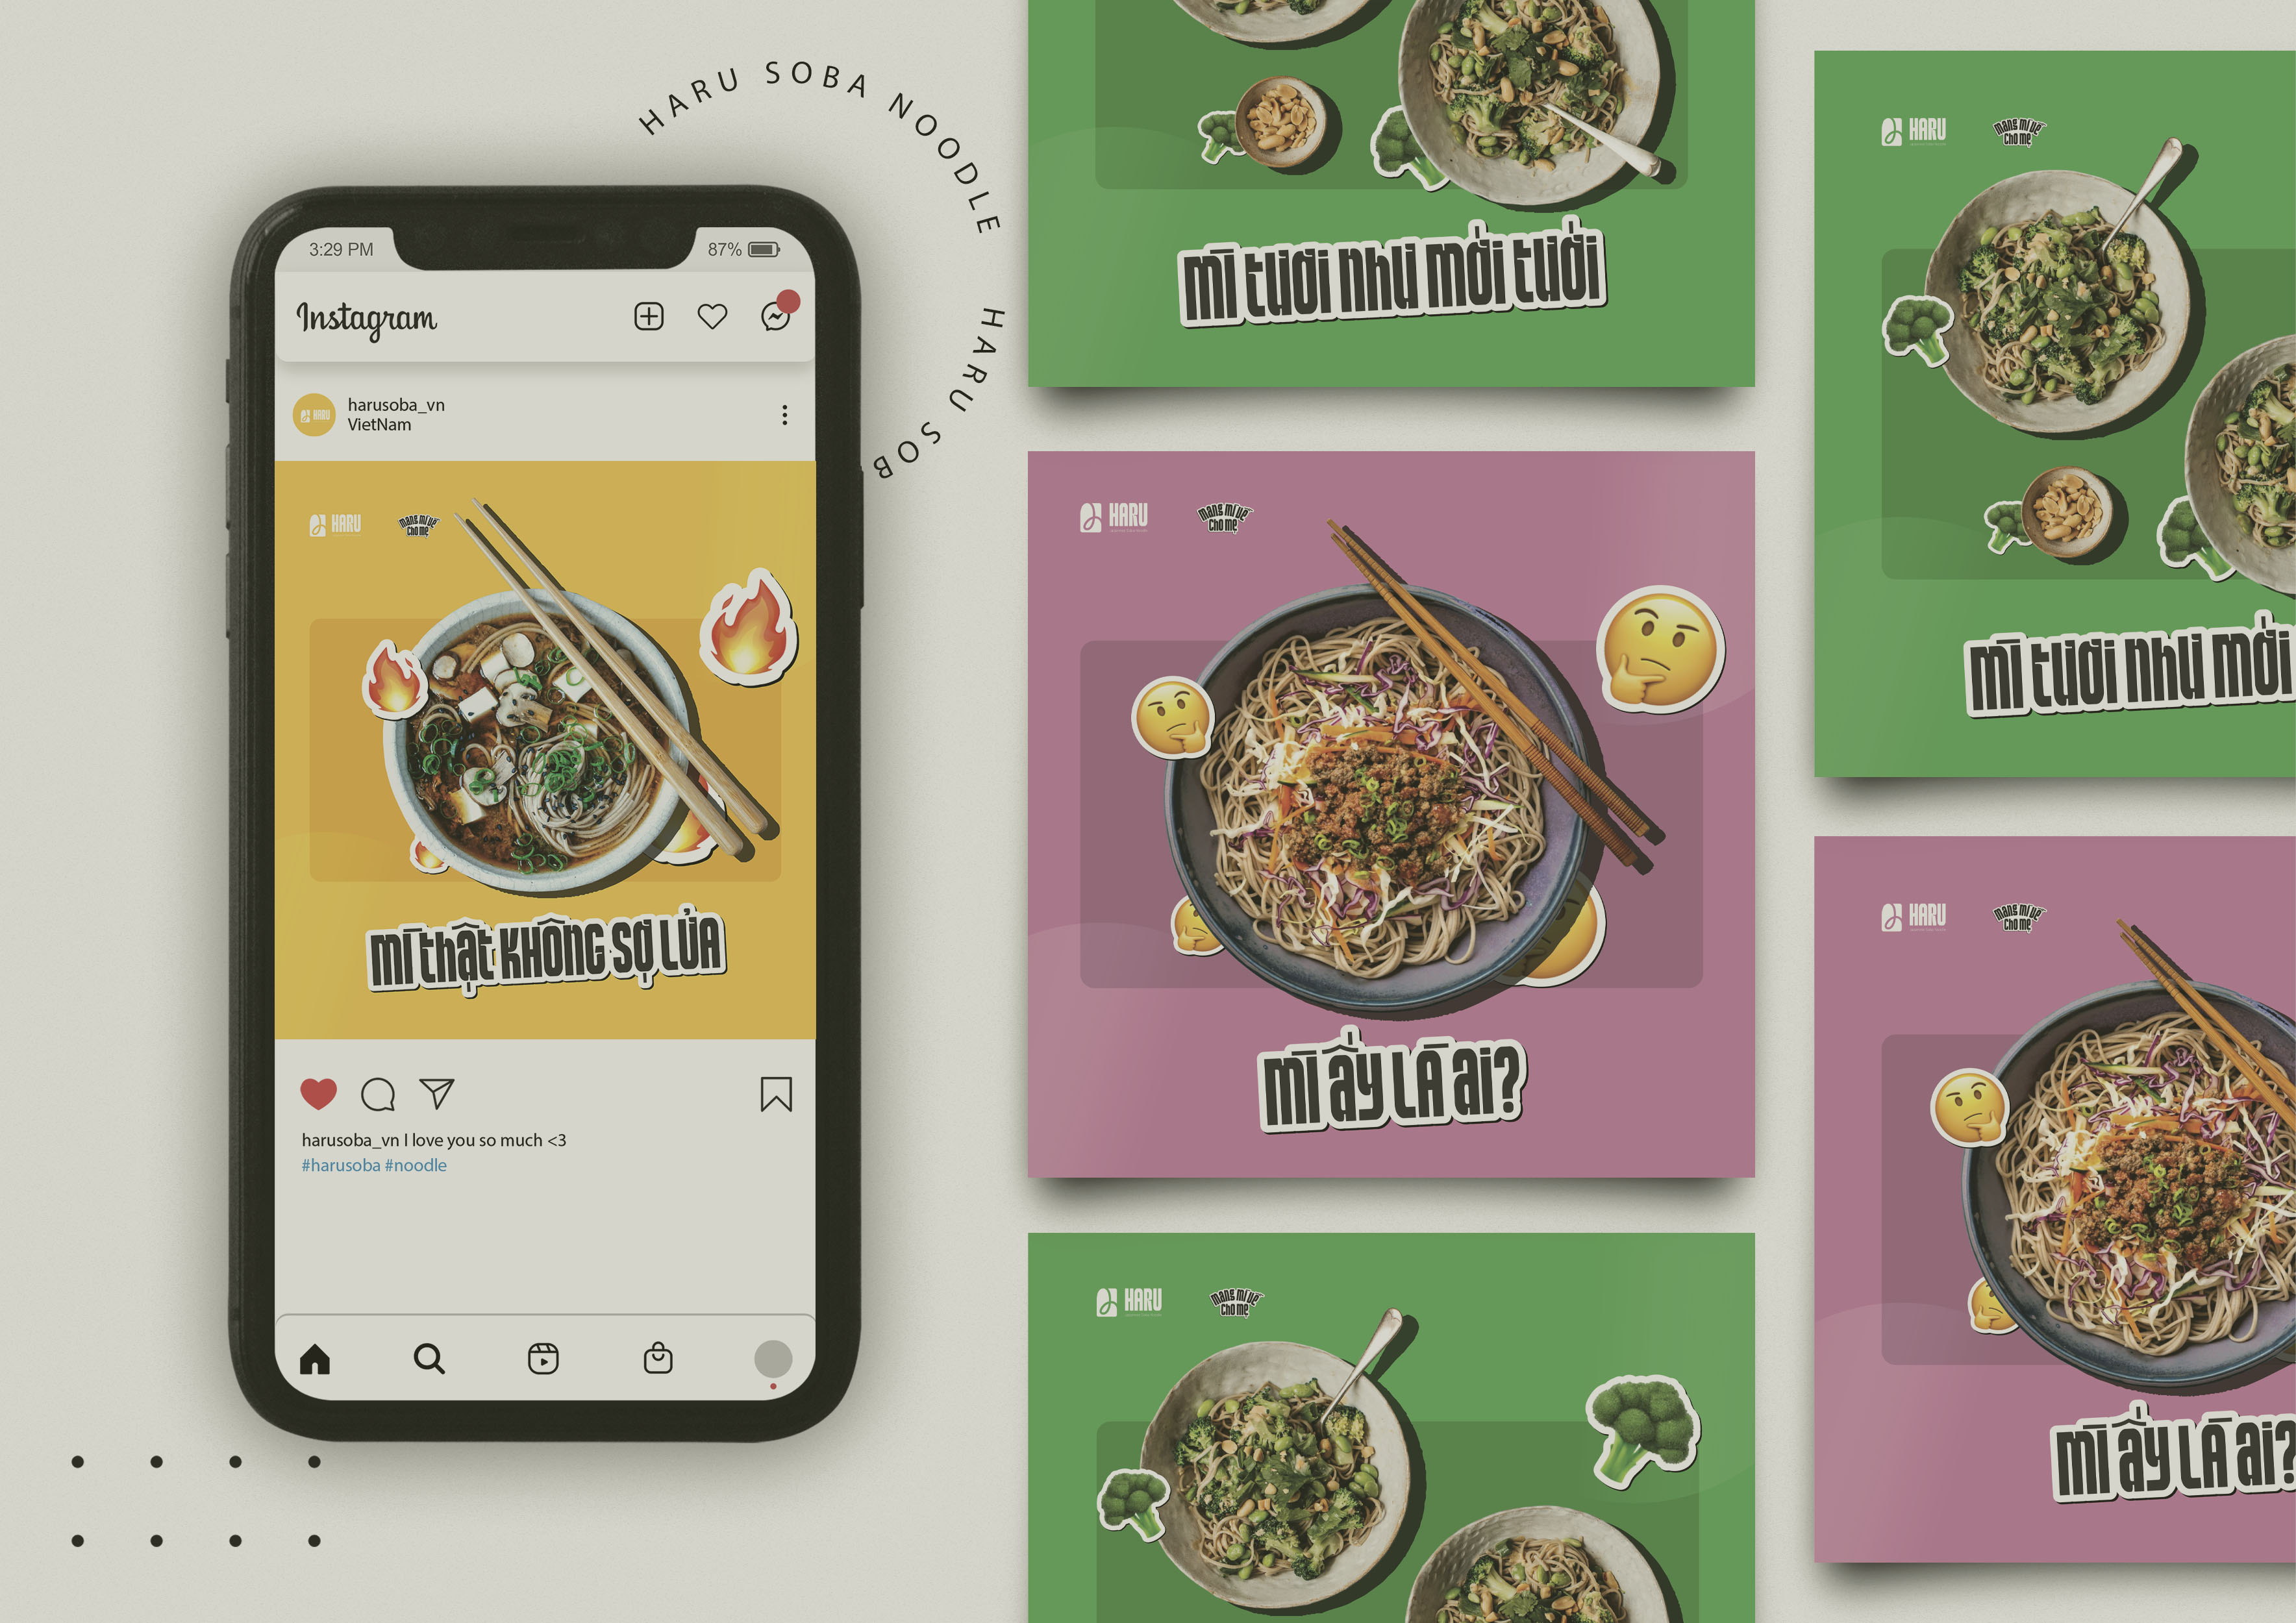 HARU SOBA NOODLE
HARU SOB
3:29 PM
87%
Instagram
harusoba_vn
VietNam
HARU
HARU
mang mì về
cho mẹ
mì thật KHÔNG SỢ LỬA
harusoba_vn I love you so much <3
#harusoba #noodle
mì tươi như mới tưới
HARU
mang mì về
cho mẹ
mì ấy LÀ ai?
HARU
mang mì về
cho mẹ
HARU
mang mì về
cho mẹ
mì tươi như mới
HARU
mang mì về
cho mẹ
mì ấy LÀ ai?